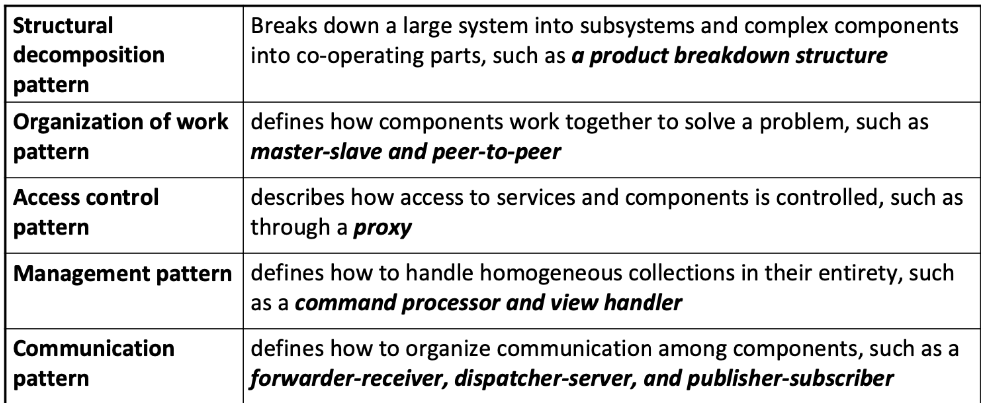 Structural decomposition pattern
Breaks down a large system into subsystems and complex components
into co-operating parts, such as a product breakdown structure
Organization of work pattern
defines how components work together to solve a problem, such as
master-slave and peer-to-peer
Access control pattern
describes how access to services and components is controlled, such as
through a proxy
Management pattern
defines how to handle homogeneous collections in their entirety, such
as a command processor and view handler
Communication pattern
defines how to organize communication among components, such as a
forwarder-receiver, dispatcher-server, and publisher-subscriber